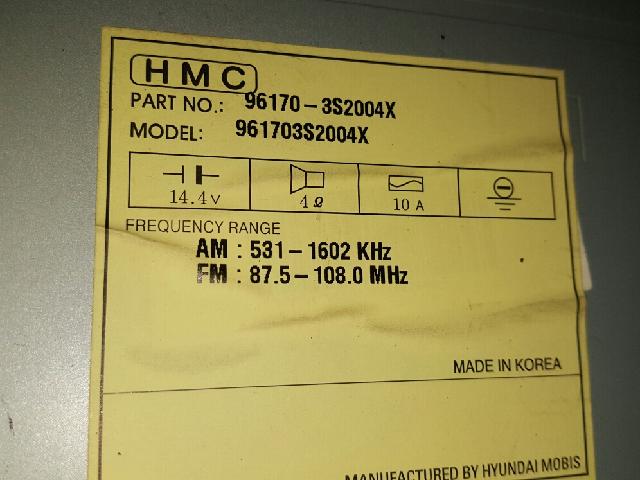 HMC
PART NO.: 96170-3S2004X
MODEL: 961703S2004X
14.4V 4Ω 10 A
FREQUENCY RANGE
AM : 531-1602 KHz
FM : 87.5-108.0 MHz
MADE IN KOREA
MANUFACTURED BY HYUNDAI MOBIS